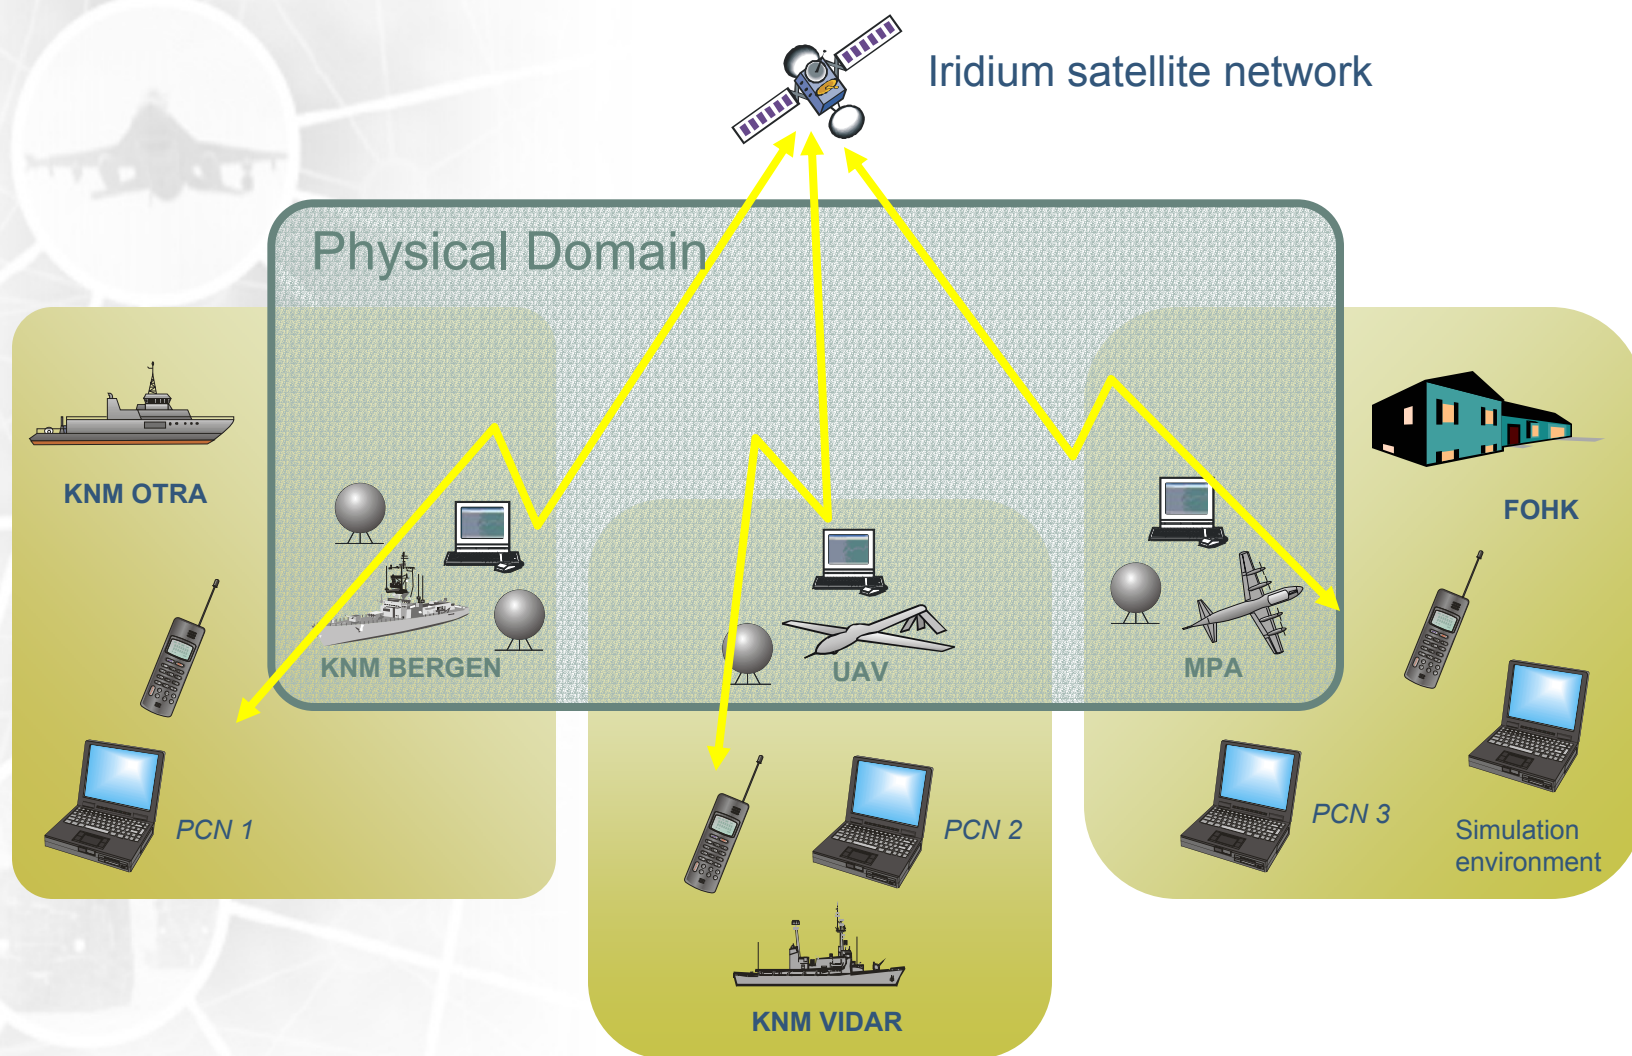 Iridium satellite network
Physical Domain
KNM OTRA
FOHK
KNM BERGEN
UAV
MPA
PCN 1
PCN 2
PCN 3
Simulation
environment
KNM VIDAR